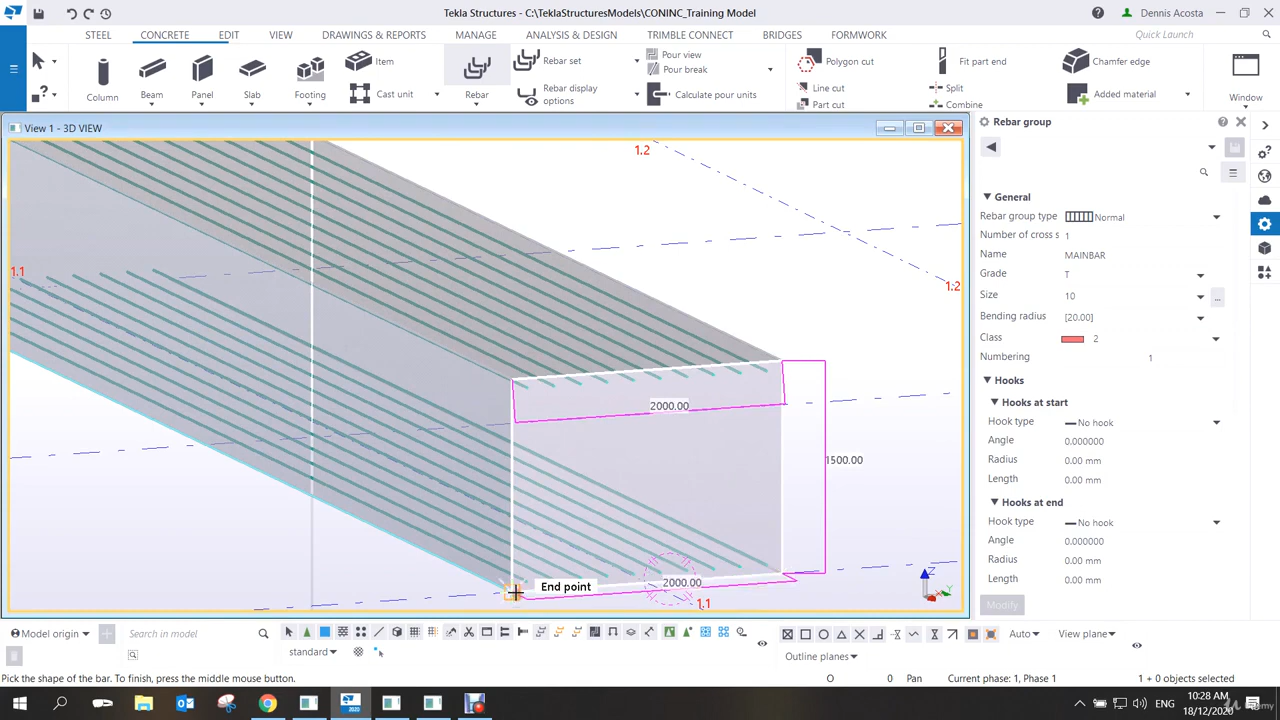 Tekla Structures - C:\TeklaStructuresModels\CONINC_Training Model
Dennis Acosta
STEEL CONCRETE EDIT VIEW DRAWINGS & REPORTS MANAGE ANALYSIS & DESIGN TRIMBLE CONNECT BRIDGES FORMWORK
Quick Launch
Column
Beam
Panel
Slab
Footing
Item
Cast unit
Rebar
Rebar set
Rebar display
options
Pour view
Pour break
Calculate pour units
Polygon cut
Line cut
Part cut
Fit part end
Split
Combine
Chamfer edge
Added material
Window
View 1 - 3D VIEW
1.2
1.2
1.1
2000.00
1500.00
End point
2000.00
1.1
Z
Rebar group
General
Rebar group type Normal
Number of cross s 1
Name MAINBAR
Grade T
Size 10 ...
Bending radius [20.00]
Class 2
Numbering 1
Hooks
Hooks at start
Hook type No hook
Angle 0.000000
Radius 0.00 mm
Length 0.00 mm
Hooks at end
Hook type No hook
Angle 0.000000
Radius 0.00 mm
Length 0.00 mm
Modify
Model origin
Search in model
standard
Auto
View plane
Outline planes
Pick the shape of the bar. To finish, press the middle mouse button.
O 0 Pan Current phase: 1, Phase 1 1 + 0 objects selected
2020
ENG
10:28 AM
18/12/2020